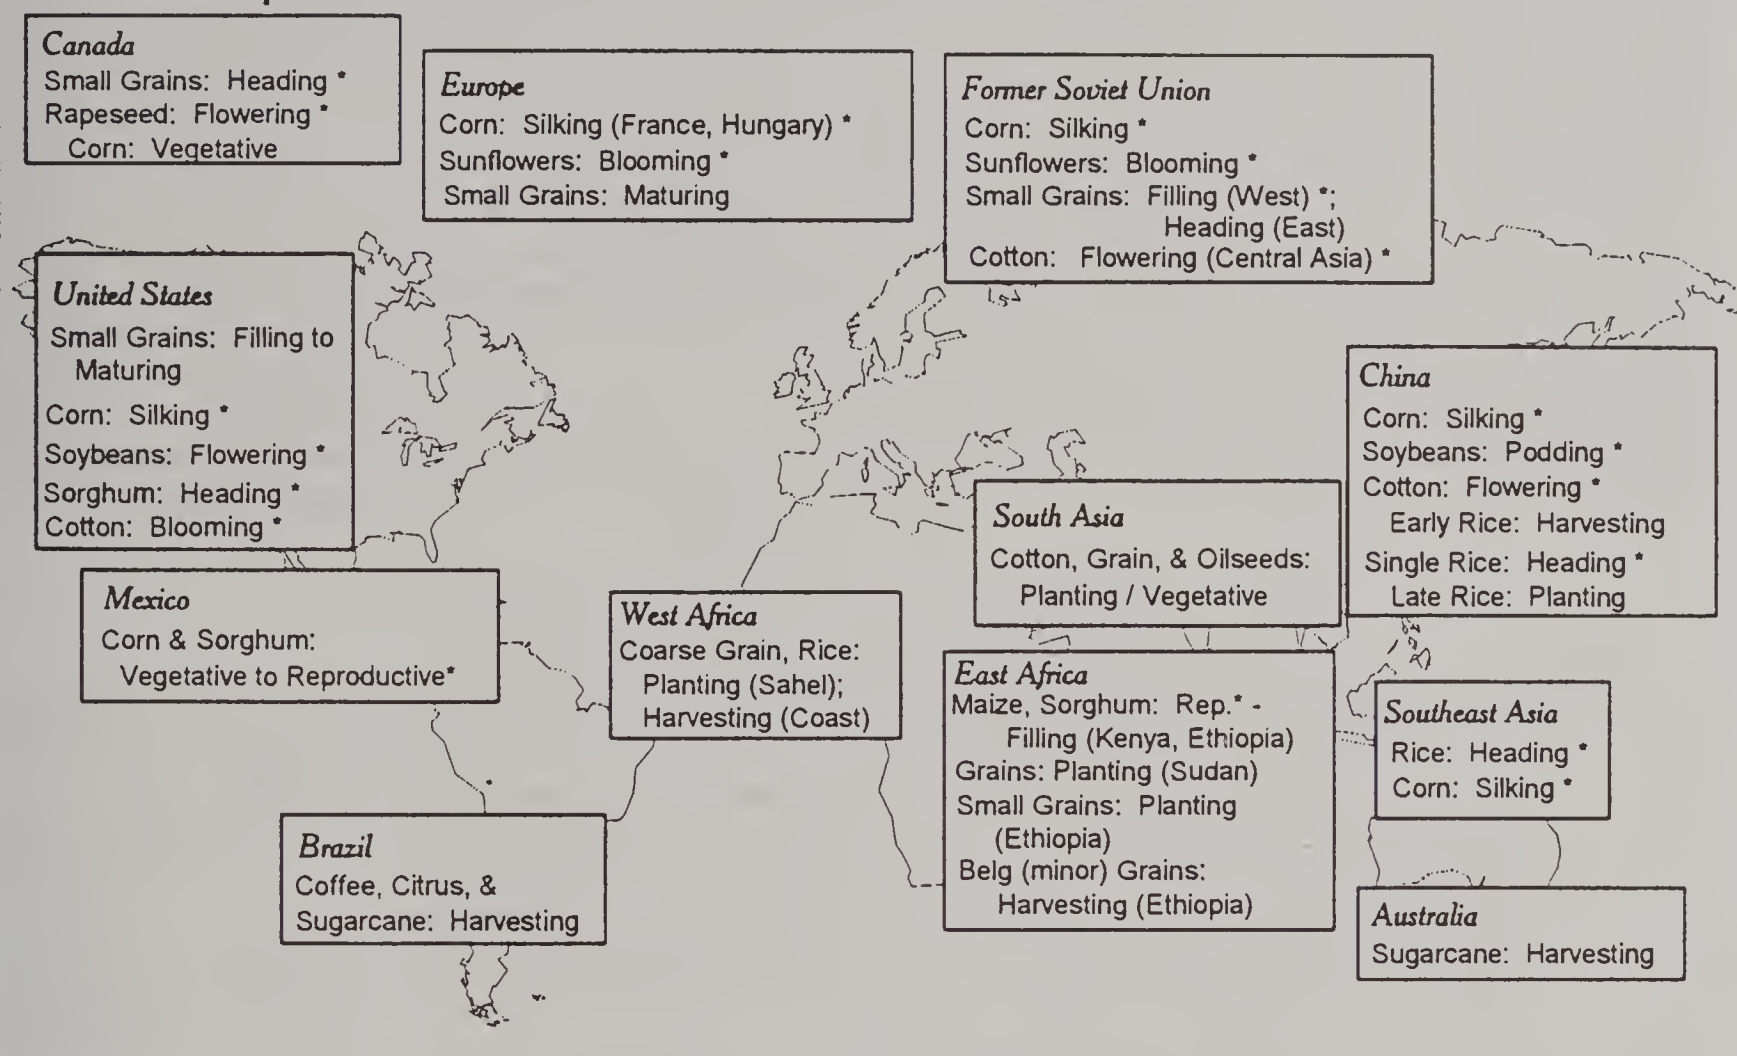 Canada
Small Grains: Heading *
Rapeseed: Flowering *
Corn: Vegetative
Europe
Corn: Silking (France, Hungary) *
Sunflowers: Blooming *
Small Grains: Maturing
Former Soviet Union
Corn: Silking *
Sunflowers: Blooming *
Small Grains: Filling (West) *;
Heading (East)
Cotton: Flowering (Central Asia) *
United States
Small Grains: Filling to
Maturing
Corn: Silking *
Soybeans: Flowering *
Sorghum: Heading *
Cotton: Blooming *
China
Corn: Silking *
Soybeans: Podding *
Cotton: Flowering *
Early Rice: Harvesting
Single Rice: Heading *
Late Rice: Planting
South Asia
Cotton, Grain, & Oilseeds:
Planting / Vegetative
Mexico
Corn & Sorghum:
Vegetative to Reproductive*
West Africa
Coarse Grain, Rice:
Planting (Sahel);
Harvesting (Coast)
East Africa
Maize, Sorghum: Rep.* -
Filling (Kenya, Ethiopia)
Grains: Planting (Sudan)
Small Grains: Planting
(Ethiopia)
Belg (minor) Grains:
Harvesting (Ethiopia)
Southeast Asia
Rice: Heading *
Corn: Silking *
Brazil
Coffee, Citrus, &
Sugarcane: Harvesting
Australia
Sugarcane: Harvesting